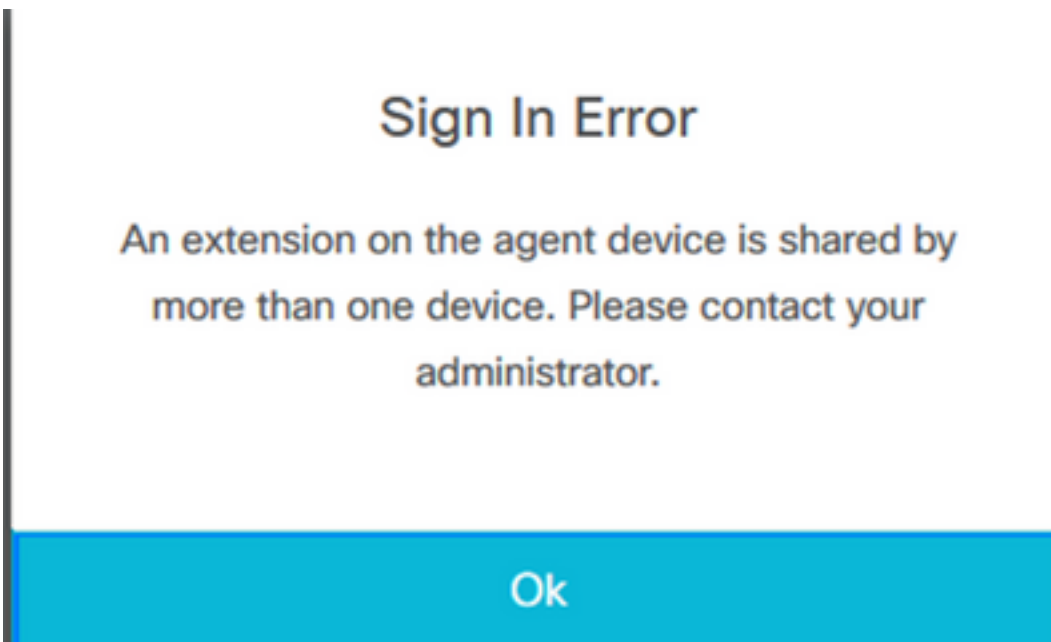 Sign In Error
An extension on the agent device is shared by
more than one device. Please contact your
administrator.
Ok